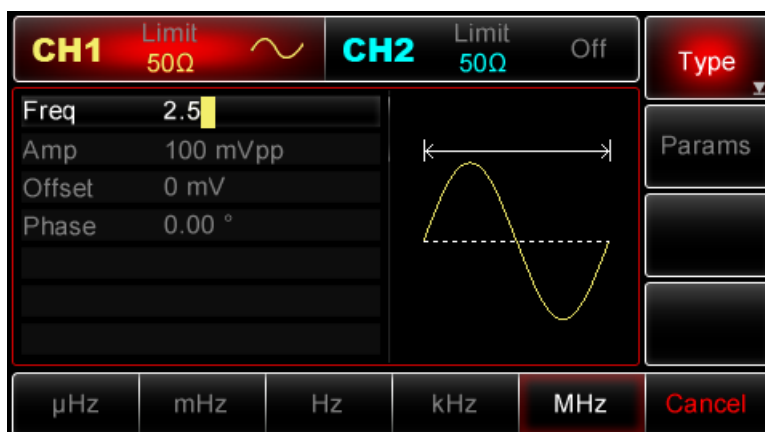 CH1 Limit 50Ω CH2 Limit 50Ω Off Type
Freq 2.5
Amp 100 mVpp Params
Offset 0 mV
Phase 0.00 °
µHz mHz Hz kHz MHz Cancel